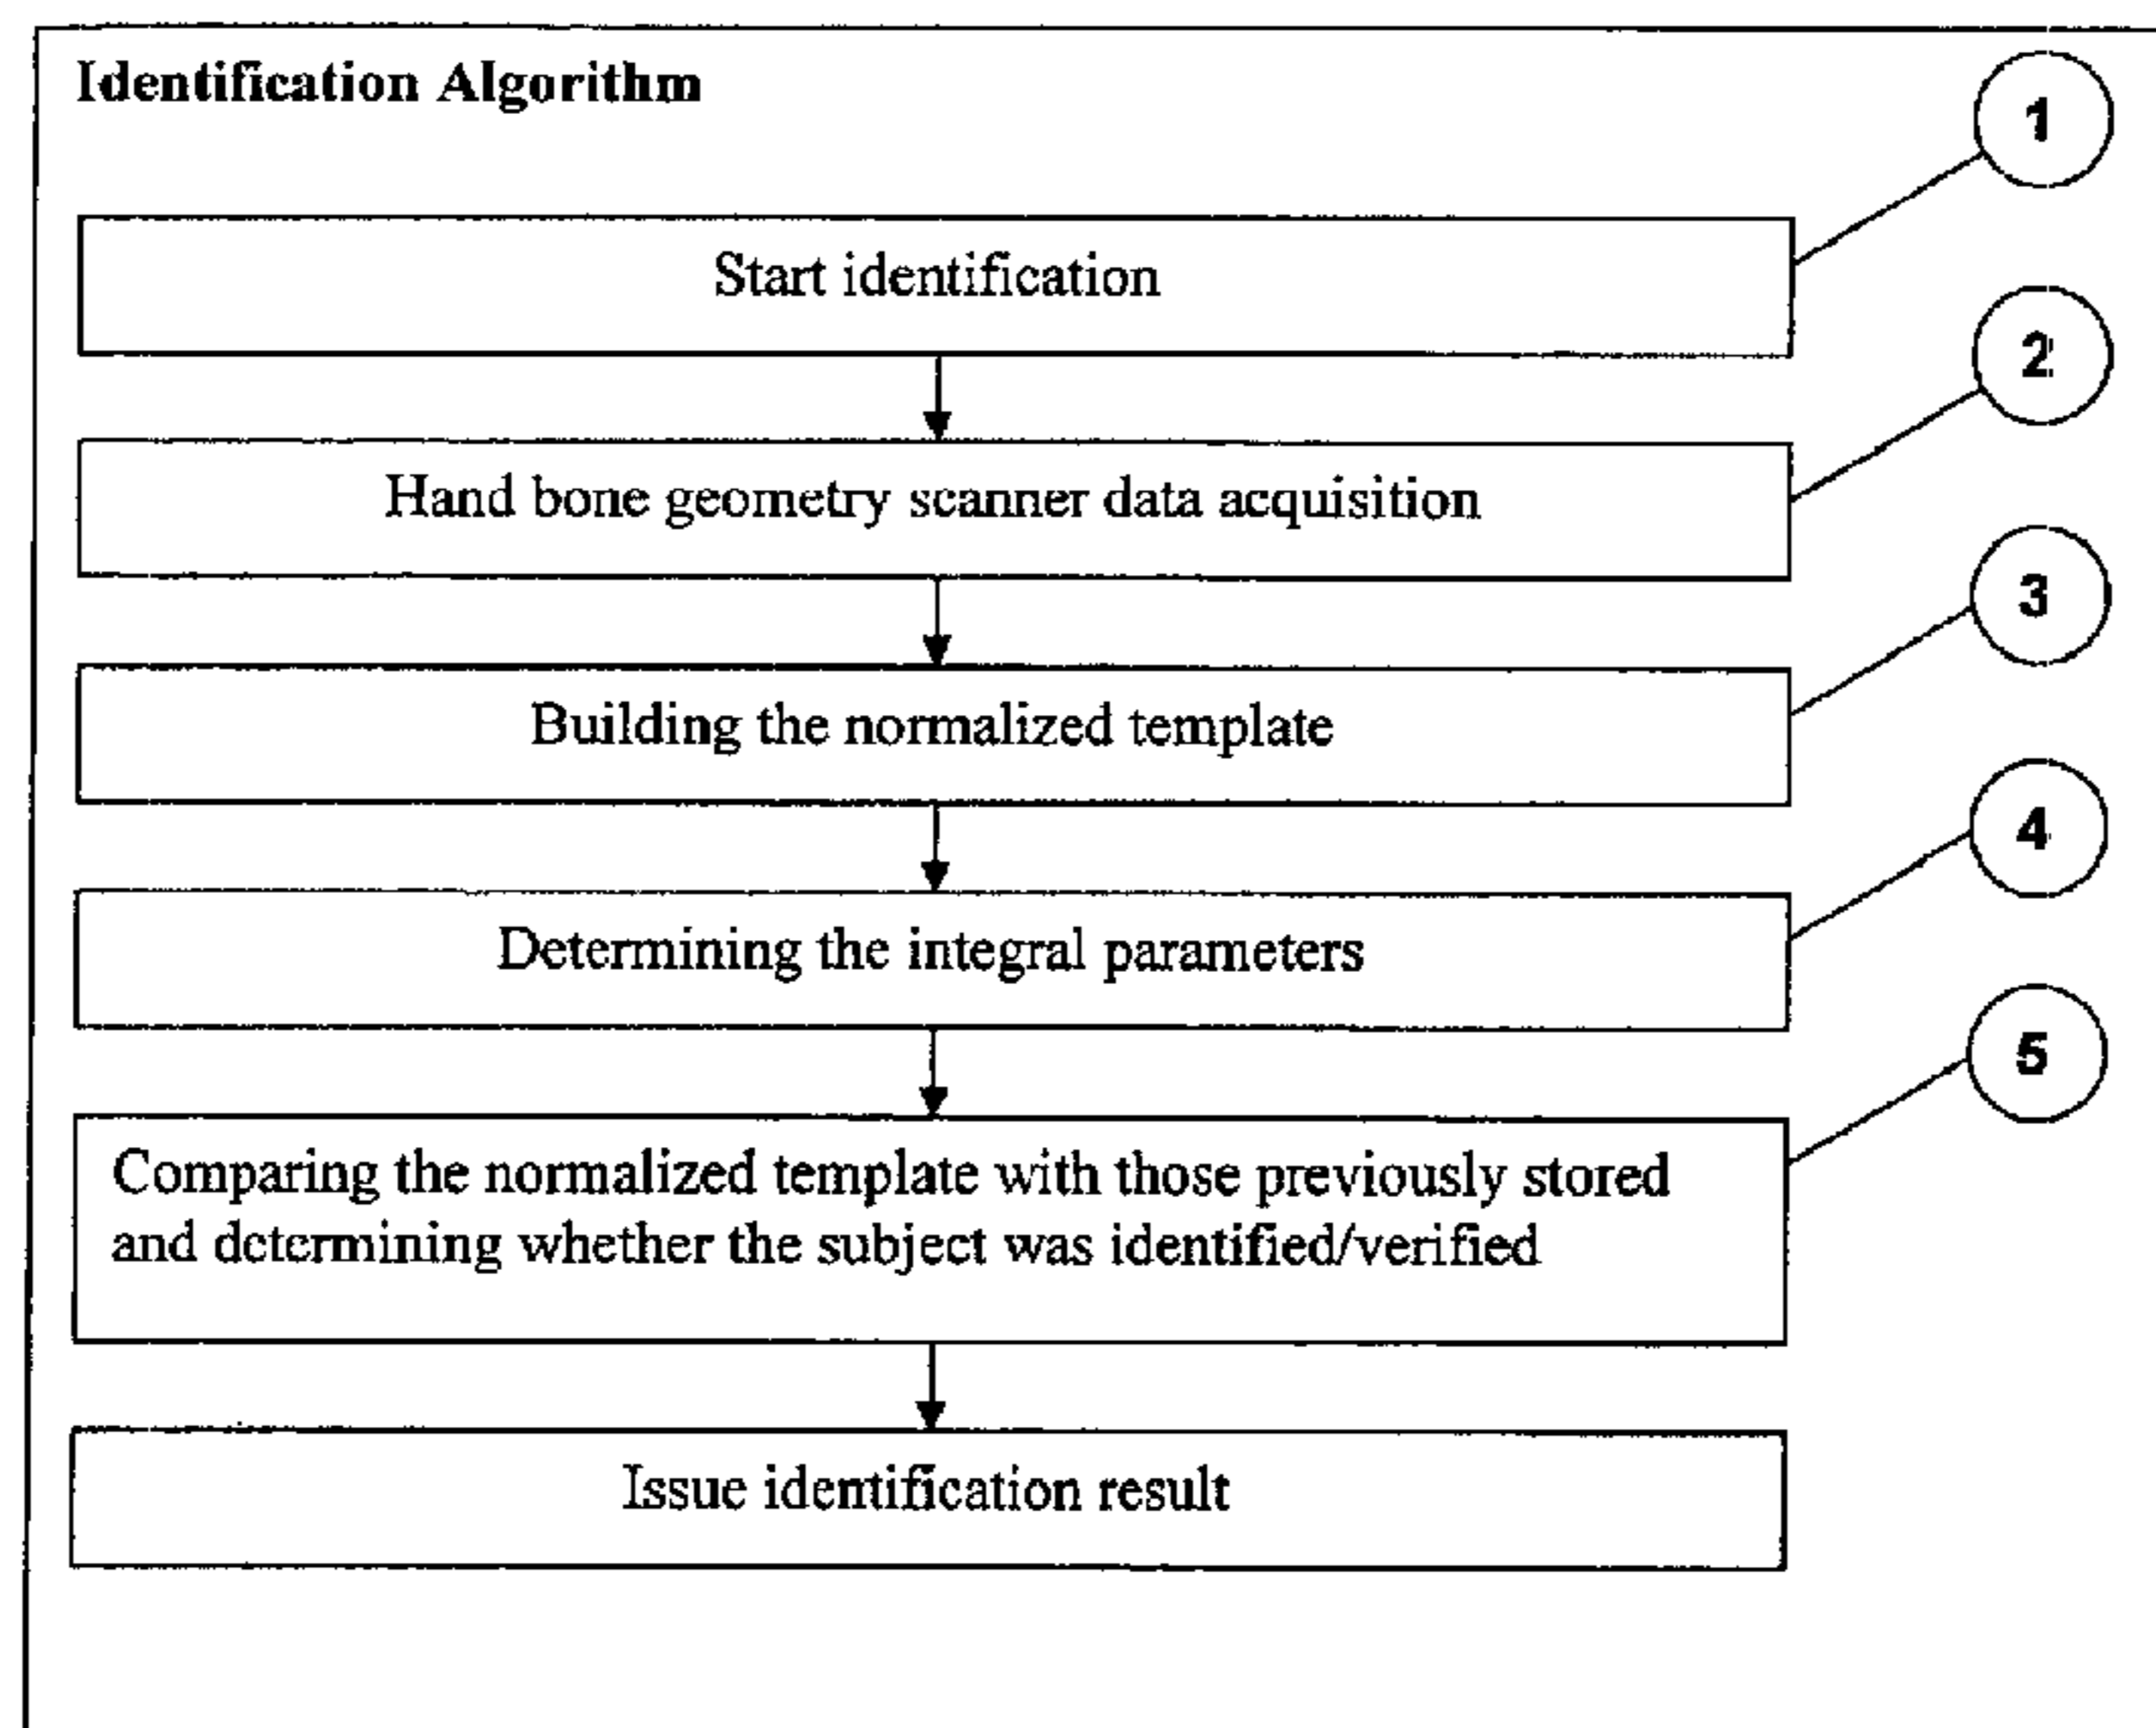 Identification Algorithm
1
Start identification
2
Hand bone geometry scanner data acquisition
3
Building the normalized template
4
Determining the integral parameters
5
Comparing the normalized template with those previously stored
and determining whether the subject was identified/verified
Issue identification result